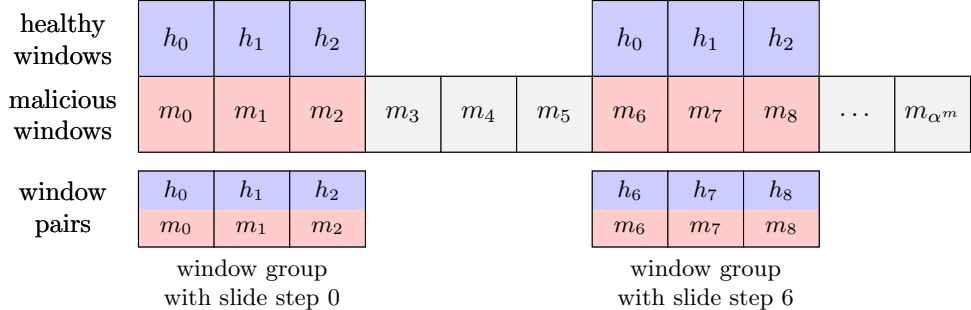 healthy windows h₀ h₁ h₂ h₀ h₁ h₂
malicious windows m₀ m₁ m₂ m₃ m₄ m₅ m₆ m₇ m₈ ⋯ m_{α^m}
window pairs h₀ h₁ h₂ h₆ h₇ h₈
m₀ m₁ m₂ m₆ m₇ m₈
window group
with slide step 0
window group
with slide step 6